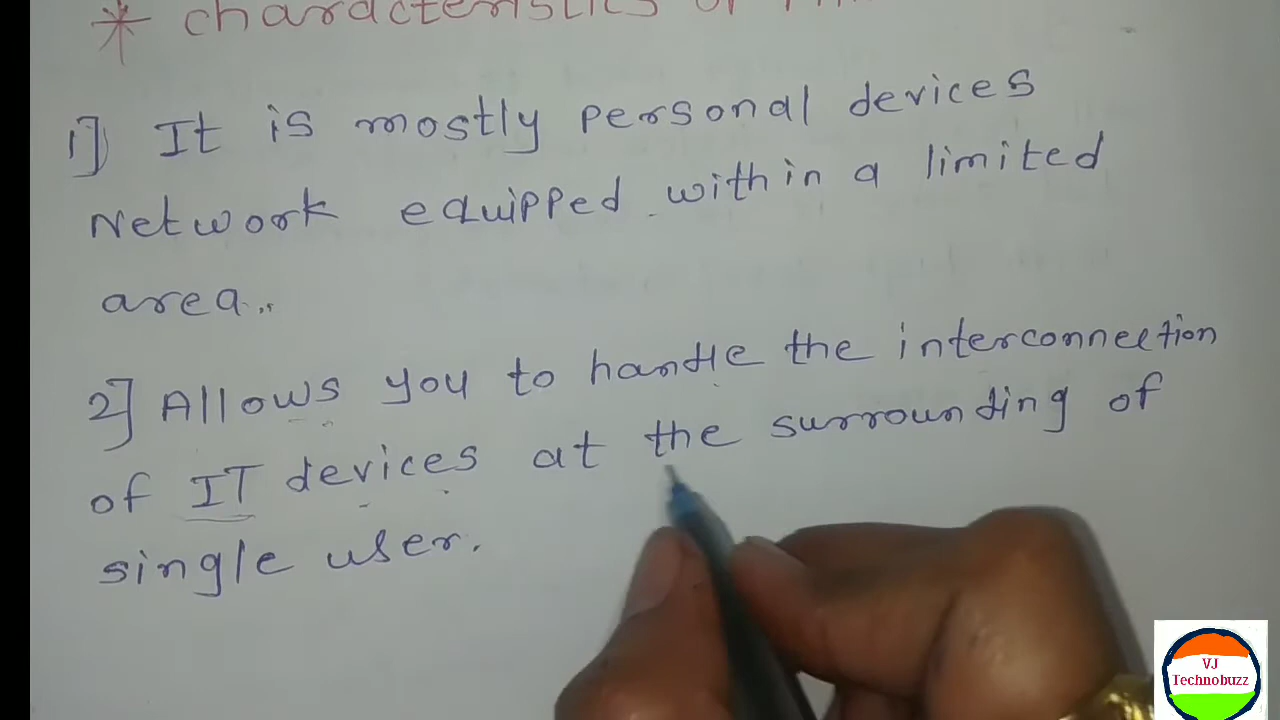 * characteristics of
1] It is mostly personal devices
Network equipped within a limited
area..
2] Allows you to handle the interconnection
of IT devices at the surrounding of
single user.
VJ
Technobuzz